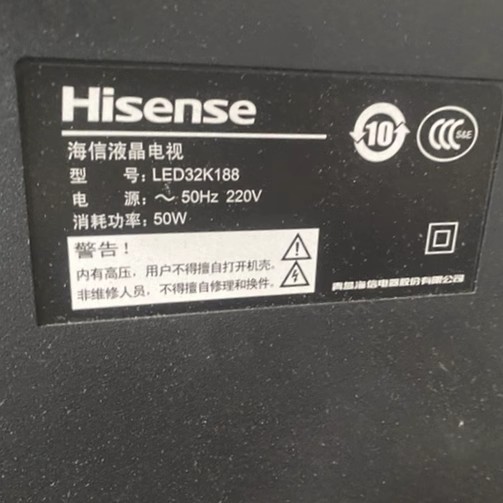 Hisense
10
CCC S&E
海信液晶电视
型 号: LED32K188
电 源: ～ 50Hz 220V
消耗功率: 50W
警告!
内有高压，用户不得擅自打开机壳。
非维修人员，不得擅自修理和换件。
青岛海信电器股份有限公司